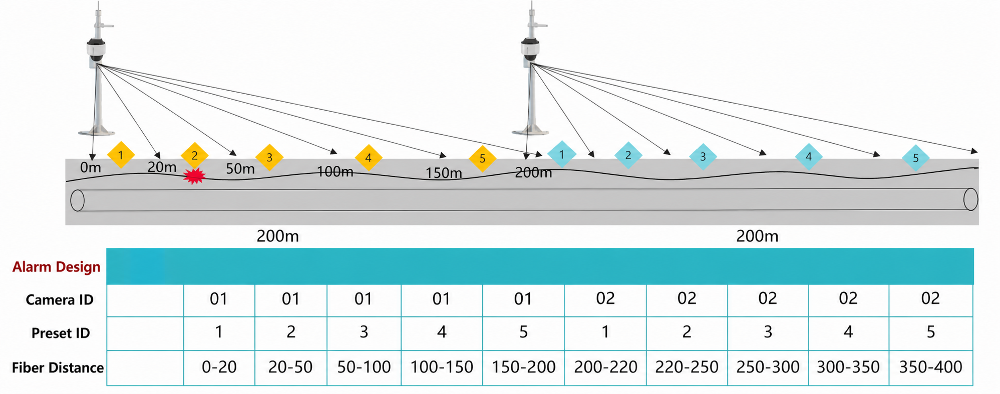 1 2 3 4 5 1 2 3 4 5
0m 20m 50m 100m 150m 200m
200m 200m
Alarm Design
Camera ID 01 01 01 01 01 02 02 02 02 02
Preset ID 1 2 3 4 5 1 2 3 4 5
Fiber Distance 0-20 20-50 50-100 100-150 150-200 200-220 220-250 250-300 300-350 350-400